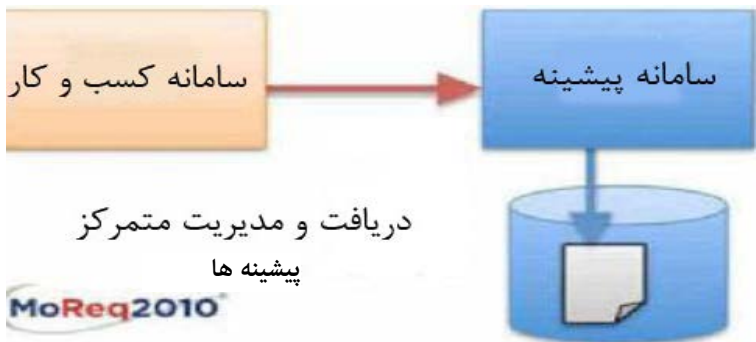 سامانه پیشینه
سامانه کسب و کار
دریافت و مدیریت متمرکز
پیشینه ها
MoReq2010